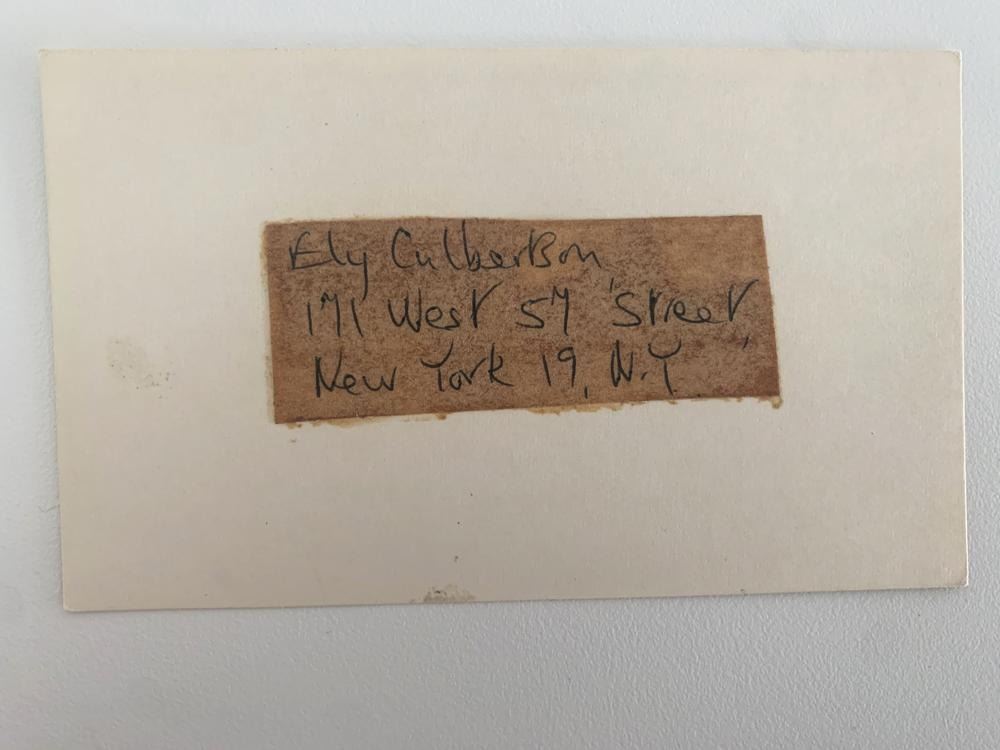 Ely Culbertson
171 West 57 Street,
New York 19, N.Y